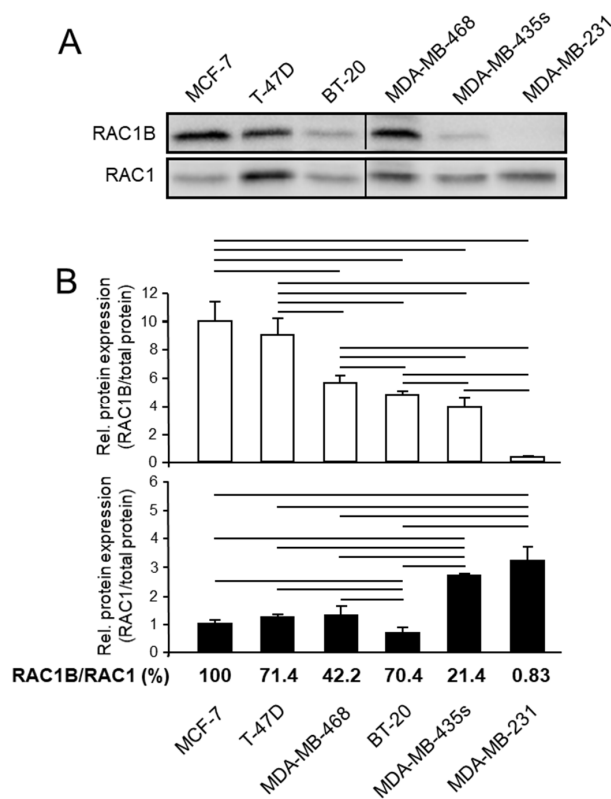 A
MCF-7
T-47D
BT-20
MDA-MB-468
MDA-MB-435s
MDA-MB-231
RAC1B
RAC1
B
Rel. protein expression
(RAC1B/total protein)
12
10
8
6
4
2
0
Rel. protein expression
(RAC1/total protein)
6
5
4
3
2
1
0
RAC1B/RAC1 (%) 100 71.4 42.2 70.4 21.4 0.83
MCF-7
T-47D
MDA-MB-468
BT-20
MDA-MB-435s
MDA-MB-231